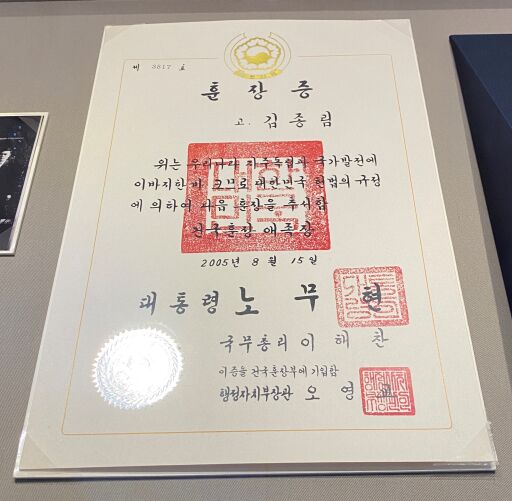 제 3817 호
훈장증
고. 김종림
위는 우리나라 자주독립과 국가발전에
이바지한바 크므로 대한민국 헌법의 규정
에 의하여 다음 훈장을 추서함
건국훈장 애족장
2005년 8월 15일
대통령 노무현
국무총리 이해찬
이증을 건국훈장부에 기입함
행정자치부장관 오영교